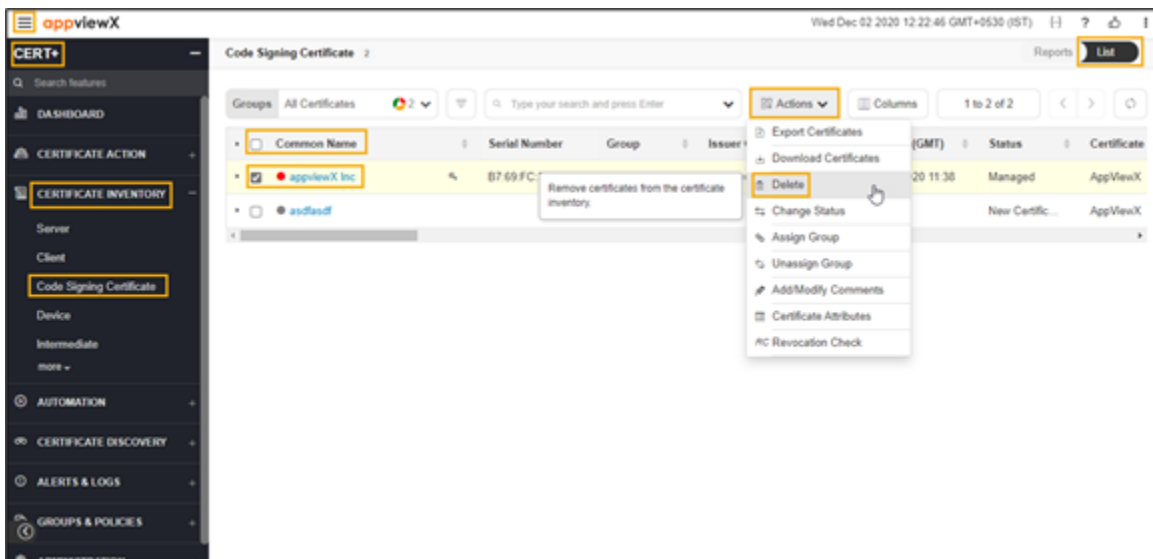 appviewX
Wed Dec 02 2020 12:22:46 GMT+0530 (IST)
?
CERT+
Code Signing Certificate 2
Reports List
Search features
Groups All Certificates 2 Type your search and press Enter Actions Columns 1 to 2 of 2
DASHBOARD
CERTIFICATE ACTION +
Common Name Serial Number Group Issuer (GMT) Status Certificate
appviewX Inc B7:69:FC: 20 11:38 Managed AppViewX
asdfasdf New Certific... AppViewX
Export Certificates
Download Certificates
Delete
Remove certificates from the certificate
inventory.
Change Status
Assign Group
Unassign Group
Add/Modify Comments
Certificate Attributes
RC Revocation Check
CERTIFICATE INVENTORY
Server
Client
Code Signing Certificate
Device
Intermediate
more
AUTOMATION +
CERTIFICATE DISCOVERY +
ALERTS & LOGS +
GROUPS & POLICIES +